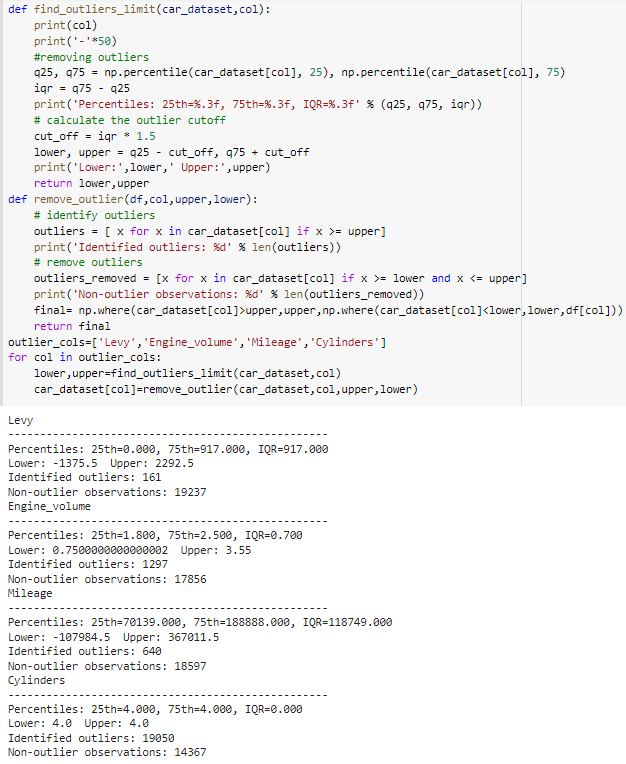 def find_outliers_limit(car_dataset,col):
    print(col)
    print('-'*50)
    #removing outliers
    q25, q75 = np.percentile(car_dataset[col], 25), np.percentile(car_dataset[col], 75)
    iqr = q75 - q25
    print('Percentiles: 25th=%.3f, 75th=%.3f, IQR=%.3f' % (q25, q75, iqr))
    # calculate the outlier cutoff
    cut_off = iqr * 1.5
    lower, upper = q25 - cut_off, q75 + cut_off
    print('Lower:',lower,' Upper:',upper)
    return lower,upper
def remove_outlier(df,col,upper,lower):
    # identify outliers
    outliers = [ x for x in car_dataset[col] if x >= upper]
    print('Identified outliers: %d' % len(outliers))
    # remove outliers
    outliers_removed = [x for x in car_dataset[col] if x >= lower and x <= upper]
    print('Non-outlier observations: %d' % len(outliers_removed))
    final= np.where(car_dataset[col]>upper,upper,np.where(car_dataset[col]<lower,lower,df[col]))
    return final
outlier_cols=['Levy','Engine_volume','Mileage','Cylinders']
for col in outlier_cols:
    lower,upper=find_outliers_limit(car_dataset,col)
    car_dataset[col]=remove_outlier(car_dataset,col,upper,lower)
Levy
--------------------------------------------------
Percentiles: 25th=0.000, 75th=917.000, IQR=917.000
Lower: -1375.5  Upper: 2292.5
Identified outliers: 161
Non-outlier observations: 19237
Engine_volume
--------------------------------------------------
Percentiles: 25th=1.800, 75th=2.500, IQR=0.700
Lower: 0.7500000000000002  Upper: 3.55
Identified outliers: 1297
Non-outlier observations: 17856
Mileage
--------------------------------------------------
Percentiles: 25th=70139.000, 75th=188888.000, IQR=118749.000
Lower: -107984.5  Upper: 367011.5
Identified outliers: 640
Non-outlier observations: 18597
Cylinders
--------------------------------------------------
Percentiles: 25th=4.000, 75th=4.000, IQR=0.000
Lower: 4.0  Upper: 4.0
Identified outliers: 19050
Non-outlier observations: 14367